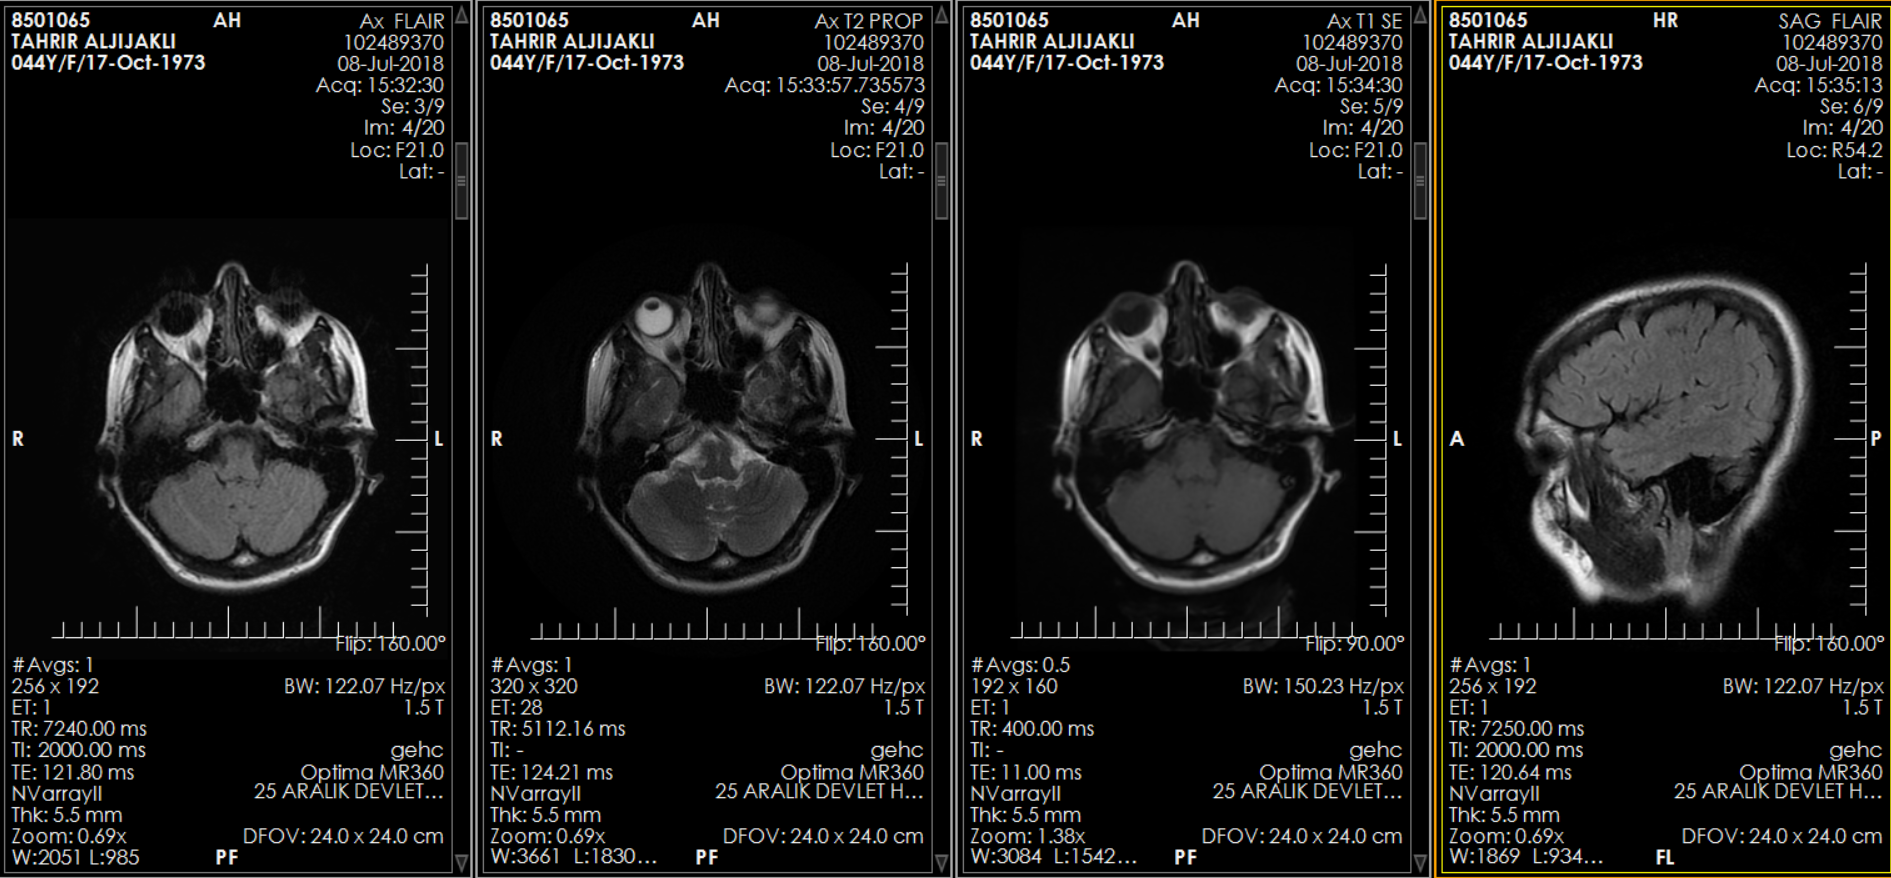 8501065 AH Ax FLAIR
TAHRIR ALJIJAKLI 102489370
044Y/F/17-Oct-1973 08-Jul-2018
Acq: 15:32:30
Se: 3/9
Im: 4/20
Loc: F21.0
Lat: -
R L
Flip: 160.00°
#Avgs: 1
256 x 192 BW: 122.07 Hz/px
ET: 1 1.5 T
TR: 7240.00 ms
TI: 2000.00 ms gehc
TE: 121.80 ms Optima MR360
NVarrayII 25 ARALIK DEVLET...
Thk: 5.5 mm
Zoom: 0.69x DFOV: 24.0 x 24.0 cm
W:2051 L:985 PF
8501065 AH Ax T2 PROP
TAHRIR ALJIJAKLI 102489370
044Y/F/17-Oct-1973 08-Jul-2018
Acq: 15:33:57.735573
Se: 4/9
Im: 4/20
Loc: F21.0
Lat: -
R L
Flip: 160.00°
#Avgs: 1
320 x 320 BW: 122.07 Hz/px
ET: 28 1.5 T
TR: 5112.16 ms
TI: - gehc
TE: 124.21 ms Optima MR360
NVarrayII 25 ARALIK DEVLET H...
Thk: 5.5 mm
Zoom: 0.69x DFOV: 24.0 x 24.0 cm
W:3661 L:1830... PF
8501065 AH Ax T1 SE
TAHRIR ALJIJAKLI 102489370
044Y/F/17-Oct-1973 08-Jul-2018
Acq: 15:34:30
Se: 5/9
Im: 4/20
Loc: F21.0
Lat: -
R L
Flip: 90.00°
#Avgs: 0.5
192 x 160 BW: 150.23 Hz/px
ET: 1 1.5 T
TR: 400.00 ms
TI: - gehc
TE: 11.00 ms Optima MR360
NVarrayII 25 ARALIK DEVLET...
Thk: 5.5 mm
Zoom: 1.38x DFOV: 24.0 x 24.0 cm
W:3084 L:1542... PF
8501065 HR SAG FLAIR
TAHRIR ALJIJAKLI 102489370
044Y/F/17-Oct-1973 08-Jul-2018
Acq: 15:35:13
Se: 6/9
Im: 4/20
Loc: R54.2
Lat: -
A P
Flip: 160.00°
#Avgs: 1
256 x 192 BW: 122.07 Hz/px
ET: 1 1.5 T
TR: 7250.00 ms
TI: 2000.00 ms gehc
TE: 120.64 ms Optima MR360
NVarrayII 25 ARALIK DEVLET H...
Thk: 5.5 mm
Zoom: 0.69x DFOV: 24.0 x 24.0 cm
W:1869 L:934... FL